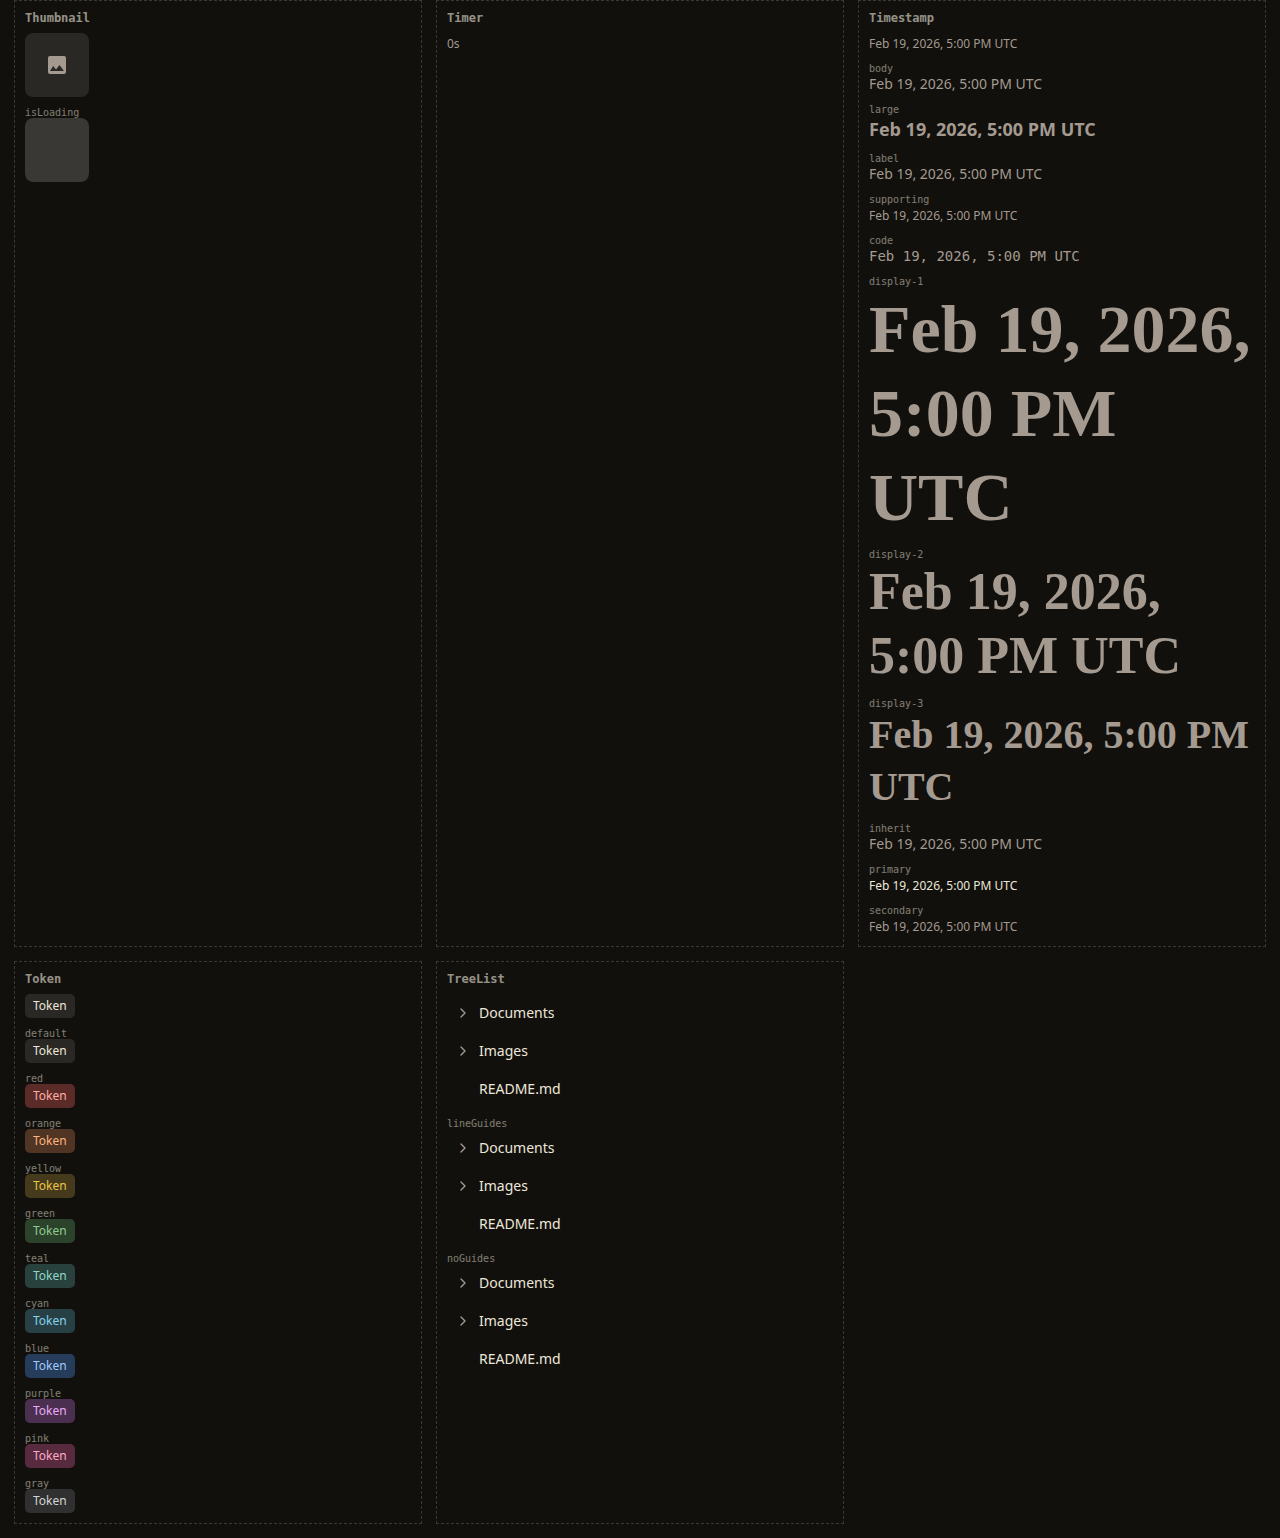 Thumbnail
isLoading
Timer
0s
Timestamp
Feb 19, 2026, 5:00 PM UTC
body
Feb 19, 2026, 5:00 PM UTC
large
Feb 19, 2026, 5:00 PM UTC
label
Feb 19, 2026, 5:00 PM UTC
supporting
Feb 19, 2026, 5:00 PM UTC
code
Feb 19, 2026, 5:00 PM UTC
display-1
Feb 19, 2026,
5:00 PM
UTC
display-2
Feb 19, 2026,
5:00 PM UTC
display-3
Feb 19, 2026, 5:00 PM
UTC
inherit
Feb 19, 2026, 5:00 PM UTC
primary
Feb 19, 2026, 5:00 PM UTC
secondary
Feb 19, 2026, 5:00 PM UTC
Token
Token
default
Token
red
Token
orange
Token
yellow
Token
green
Token
teal
Token
cyan
Token
blue
Token
purple
Token
pink
Token
gray
Token
TreeList
Documents
Images
README.md
lineGuides
Documents
Images
README.md
noGuides
Documents
Images
README.md